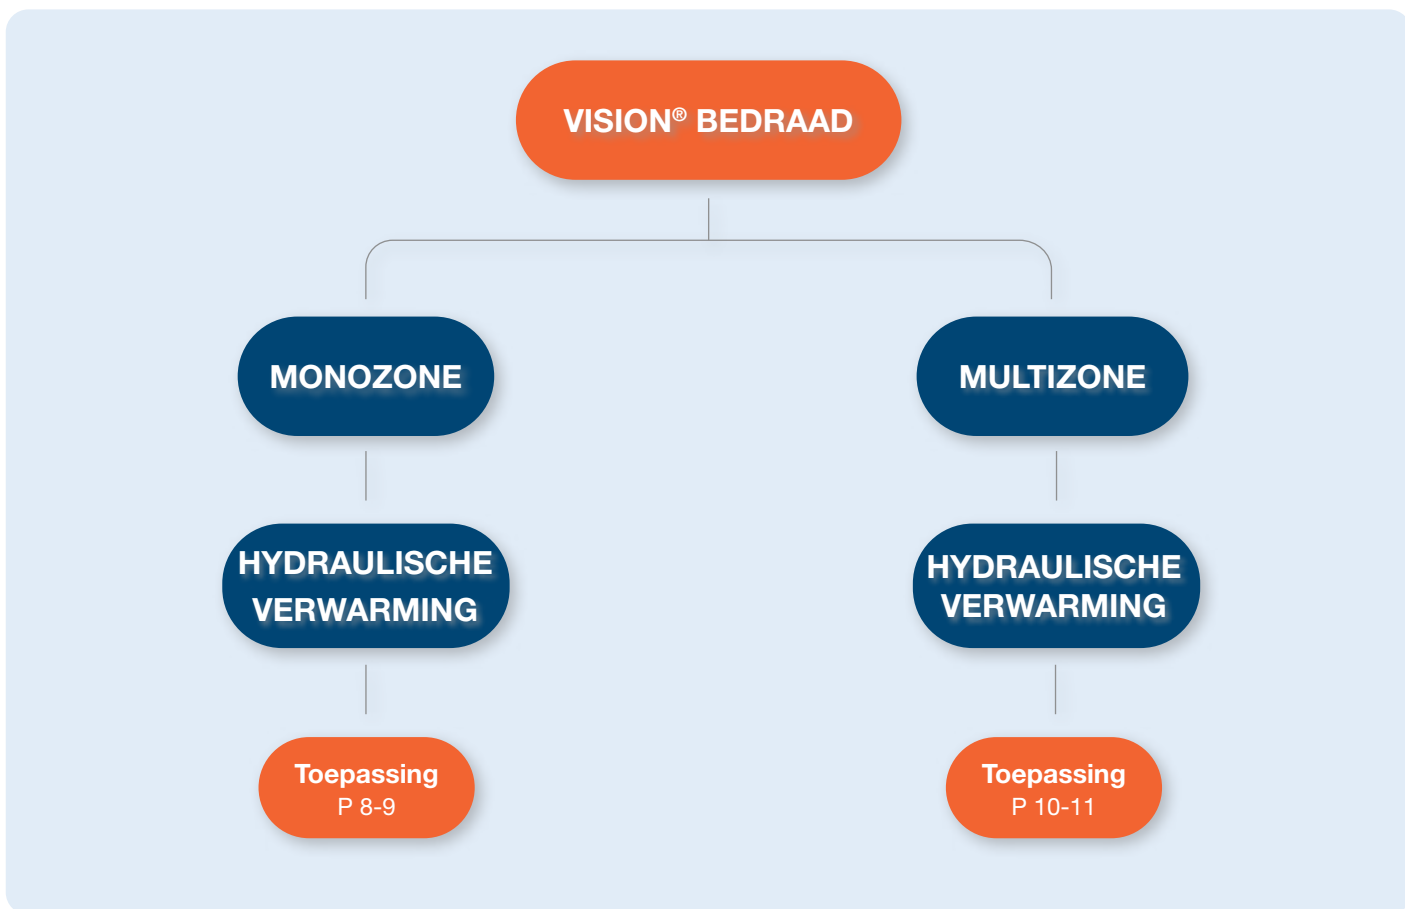 VISION® BEDRAAD
MONOZONE
MULTIZONE
HYDRAULISCHE
VERWARMING
HYDRAULISCHE
VERWARMING
Toepassing
P 8-9
Toepassing
P 10-11